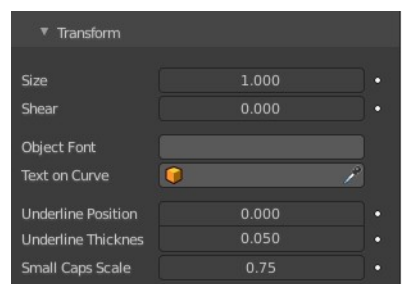 Transform
Size 1.000
Shear 0.000
Object Font
Text on Curve
Underline Position 0.000
Underline Thicknes 0.050
Small Caps Scale 0.75